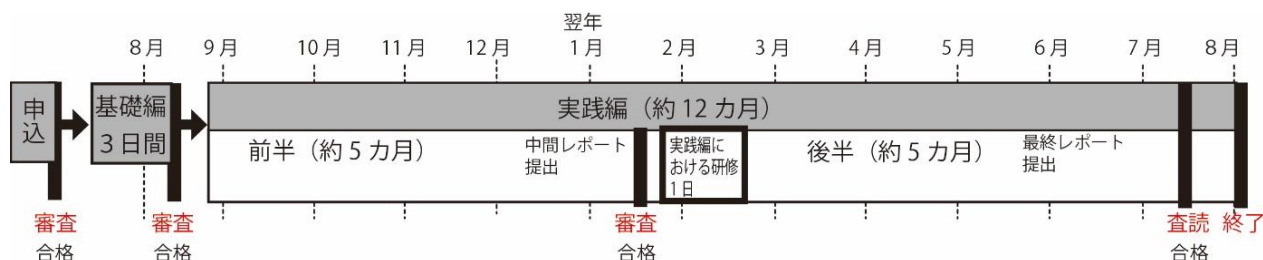 翌年
8月 9月 10月 11月 12月 1月 2月 3月 4月 5月 6月 7月 8月
申込
基礎編
3日間
実践編（約12カ月）
前半（約5カ月）
中間レポート
提出
実践編に
おける研修
1日
後半（約5カ月）
最終レポート
提出
審査
合格
審査
合格
審査
合格
査読
合格
終了